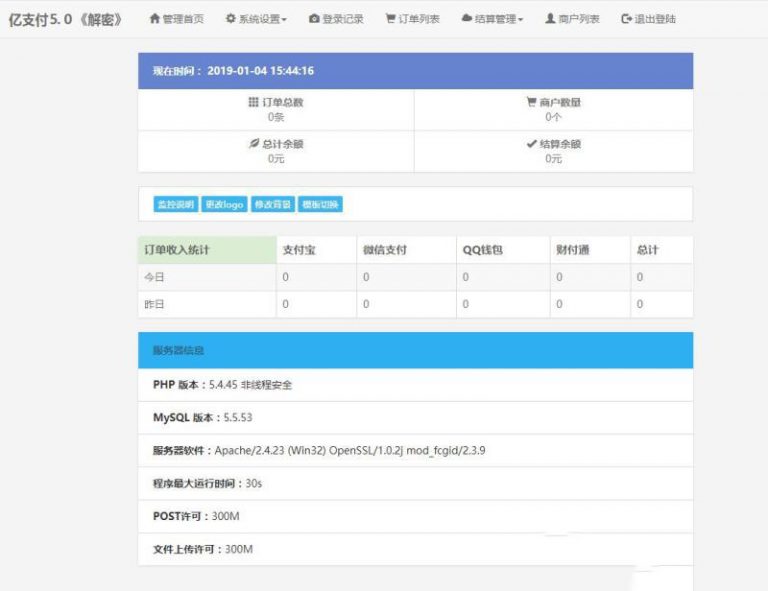 亿支付5.0《解密》 管理首页 系统设置 登录记录 订单列表 结算管理 商户列表 退出登陆
现在时间： 2019-01-04 15:44:16
订单总数 商户数量
0条 0个
总计余额 结算余额
0元 0元
监控说明 更改logo 修改背景 模板切换
订单收入统计 支付宝 微信支付 QQ钱包 财付通 总计
今日 0 0 0 0 0
昨日 0 0 0 0 0
服务器信息
PHP 版本：5.4.45 非线程安全
MySQL 版本：5.5.53
服务器软件：Apache/2.4.23 (Win32) OpenSSL/1.0.2j mod_fcgid/2.3.9
程序最大运行时间：30s
POST许可：300M
文件上传许可：300M